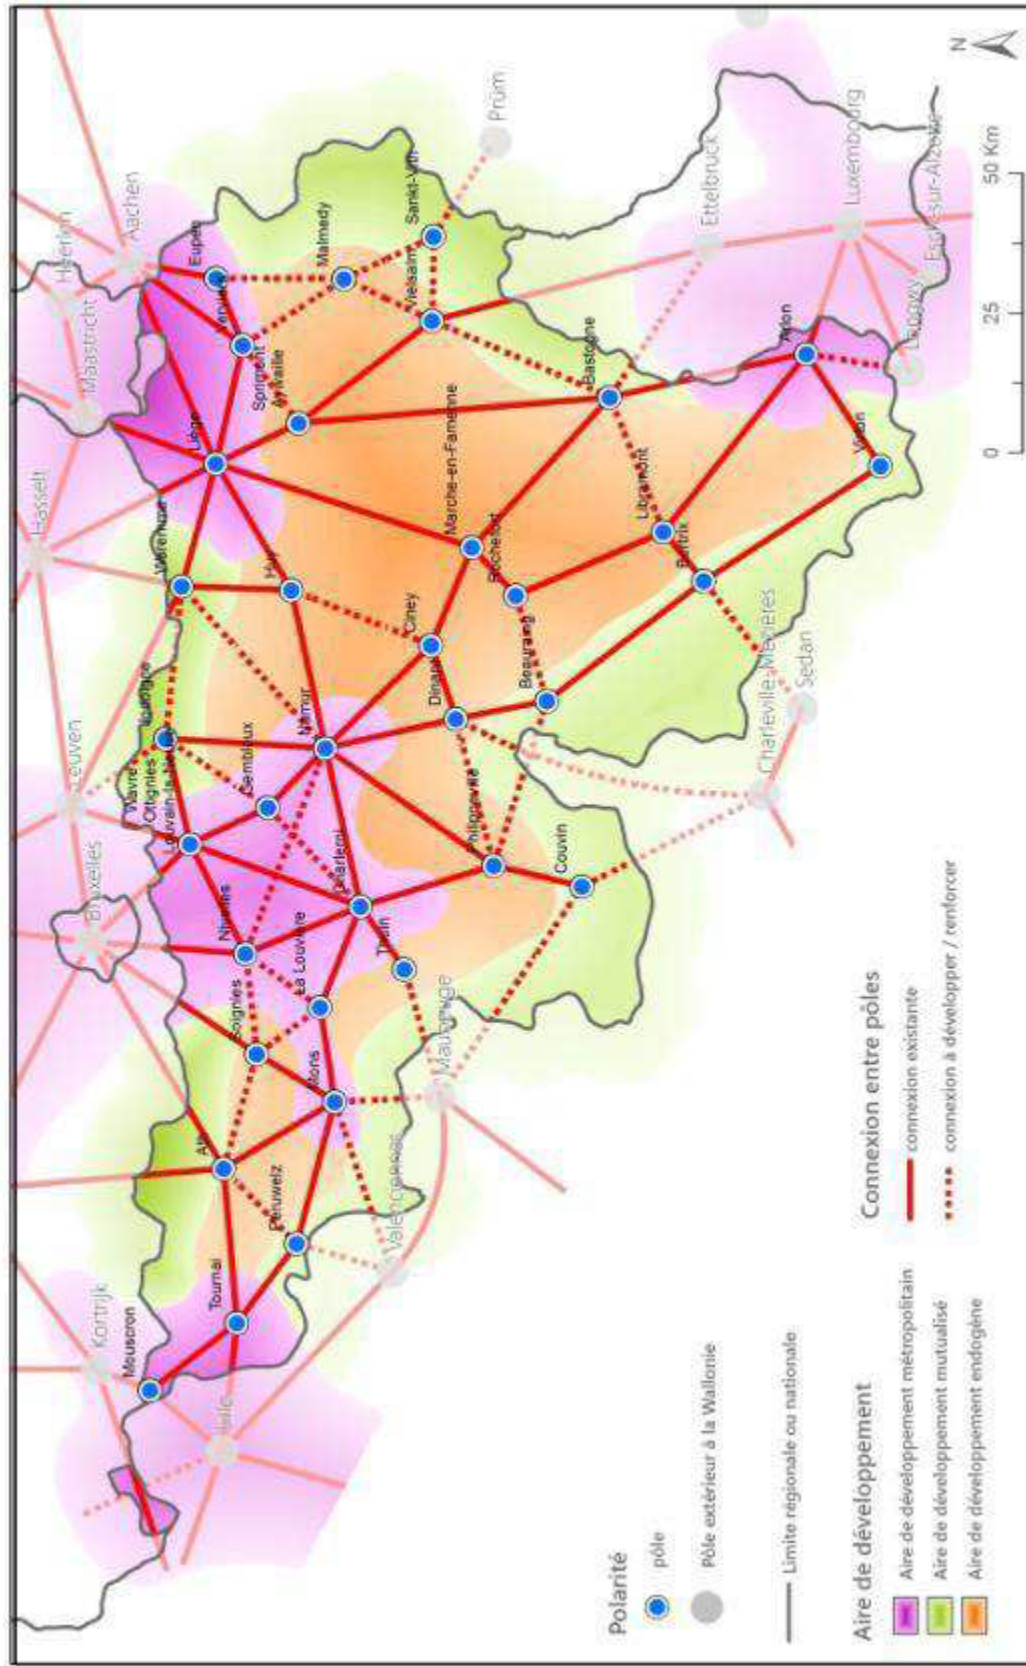 Kortrijk
Bruxelles
Leuven
Hasselt
Maastricht
Heerlen
Aachen
Mouscron
Lille
Tournai
Ath
Péruwelz
Valenciennes
Soignies
Mons
La Louvière
Nivelles
Wavre
Ottignies
Louvain-la-Neuve
Jodoigne
Gembloux
Charleroi
Thuin
Maubeuge
Namur
Waremme
Huy
Liège
Verviers
Eupen
Sprimont
Aywaille
Malmedy
Sankt-Vith
Vielsalm
Prüm
Ciney
Dinant
Philippeville
Couvin
Beauraing
Rochefort
Marche-en-Famenne
Bastogne
Libramont
Bertrix
Ettelbruck
Charleville-Mézières
Sedan
Arlon
Virton
Longwy
Luxembourg
Esch-sur-Alzette
N
0 25 50 Km
Polarité
pôle
Pôle extérieur à la Wallonie
Limite régionale ou nationale
Aire de développement
Aire de développement métropolitain
Aire de développement mutualisé
Aire de développement endogène
Connexion entre pôles
connexion existante
connexion à développer / renforcer